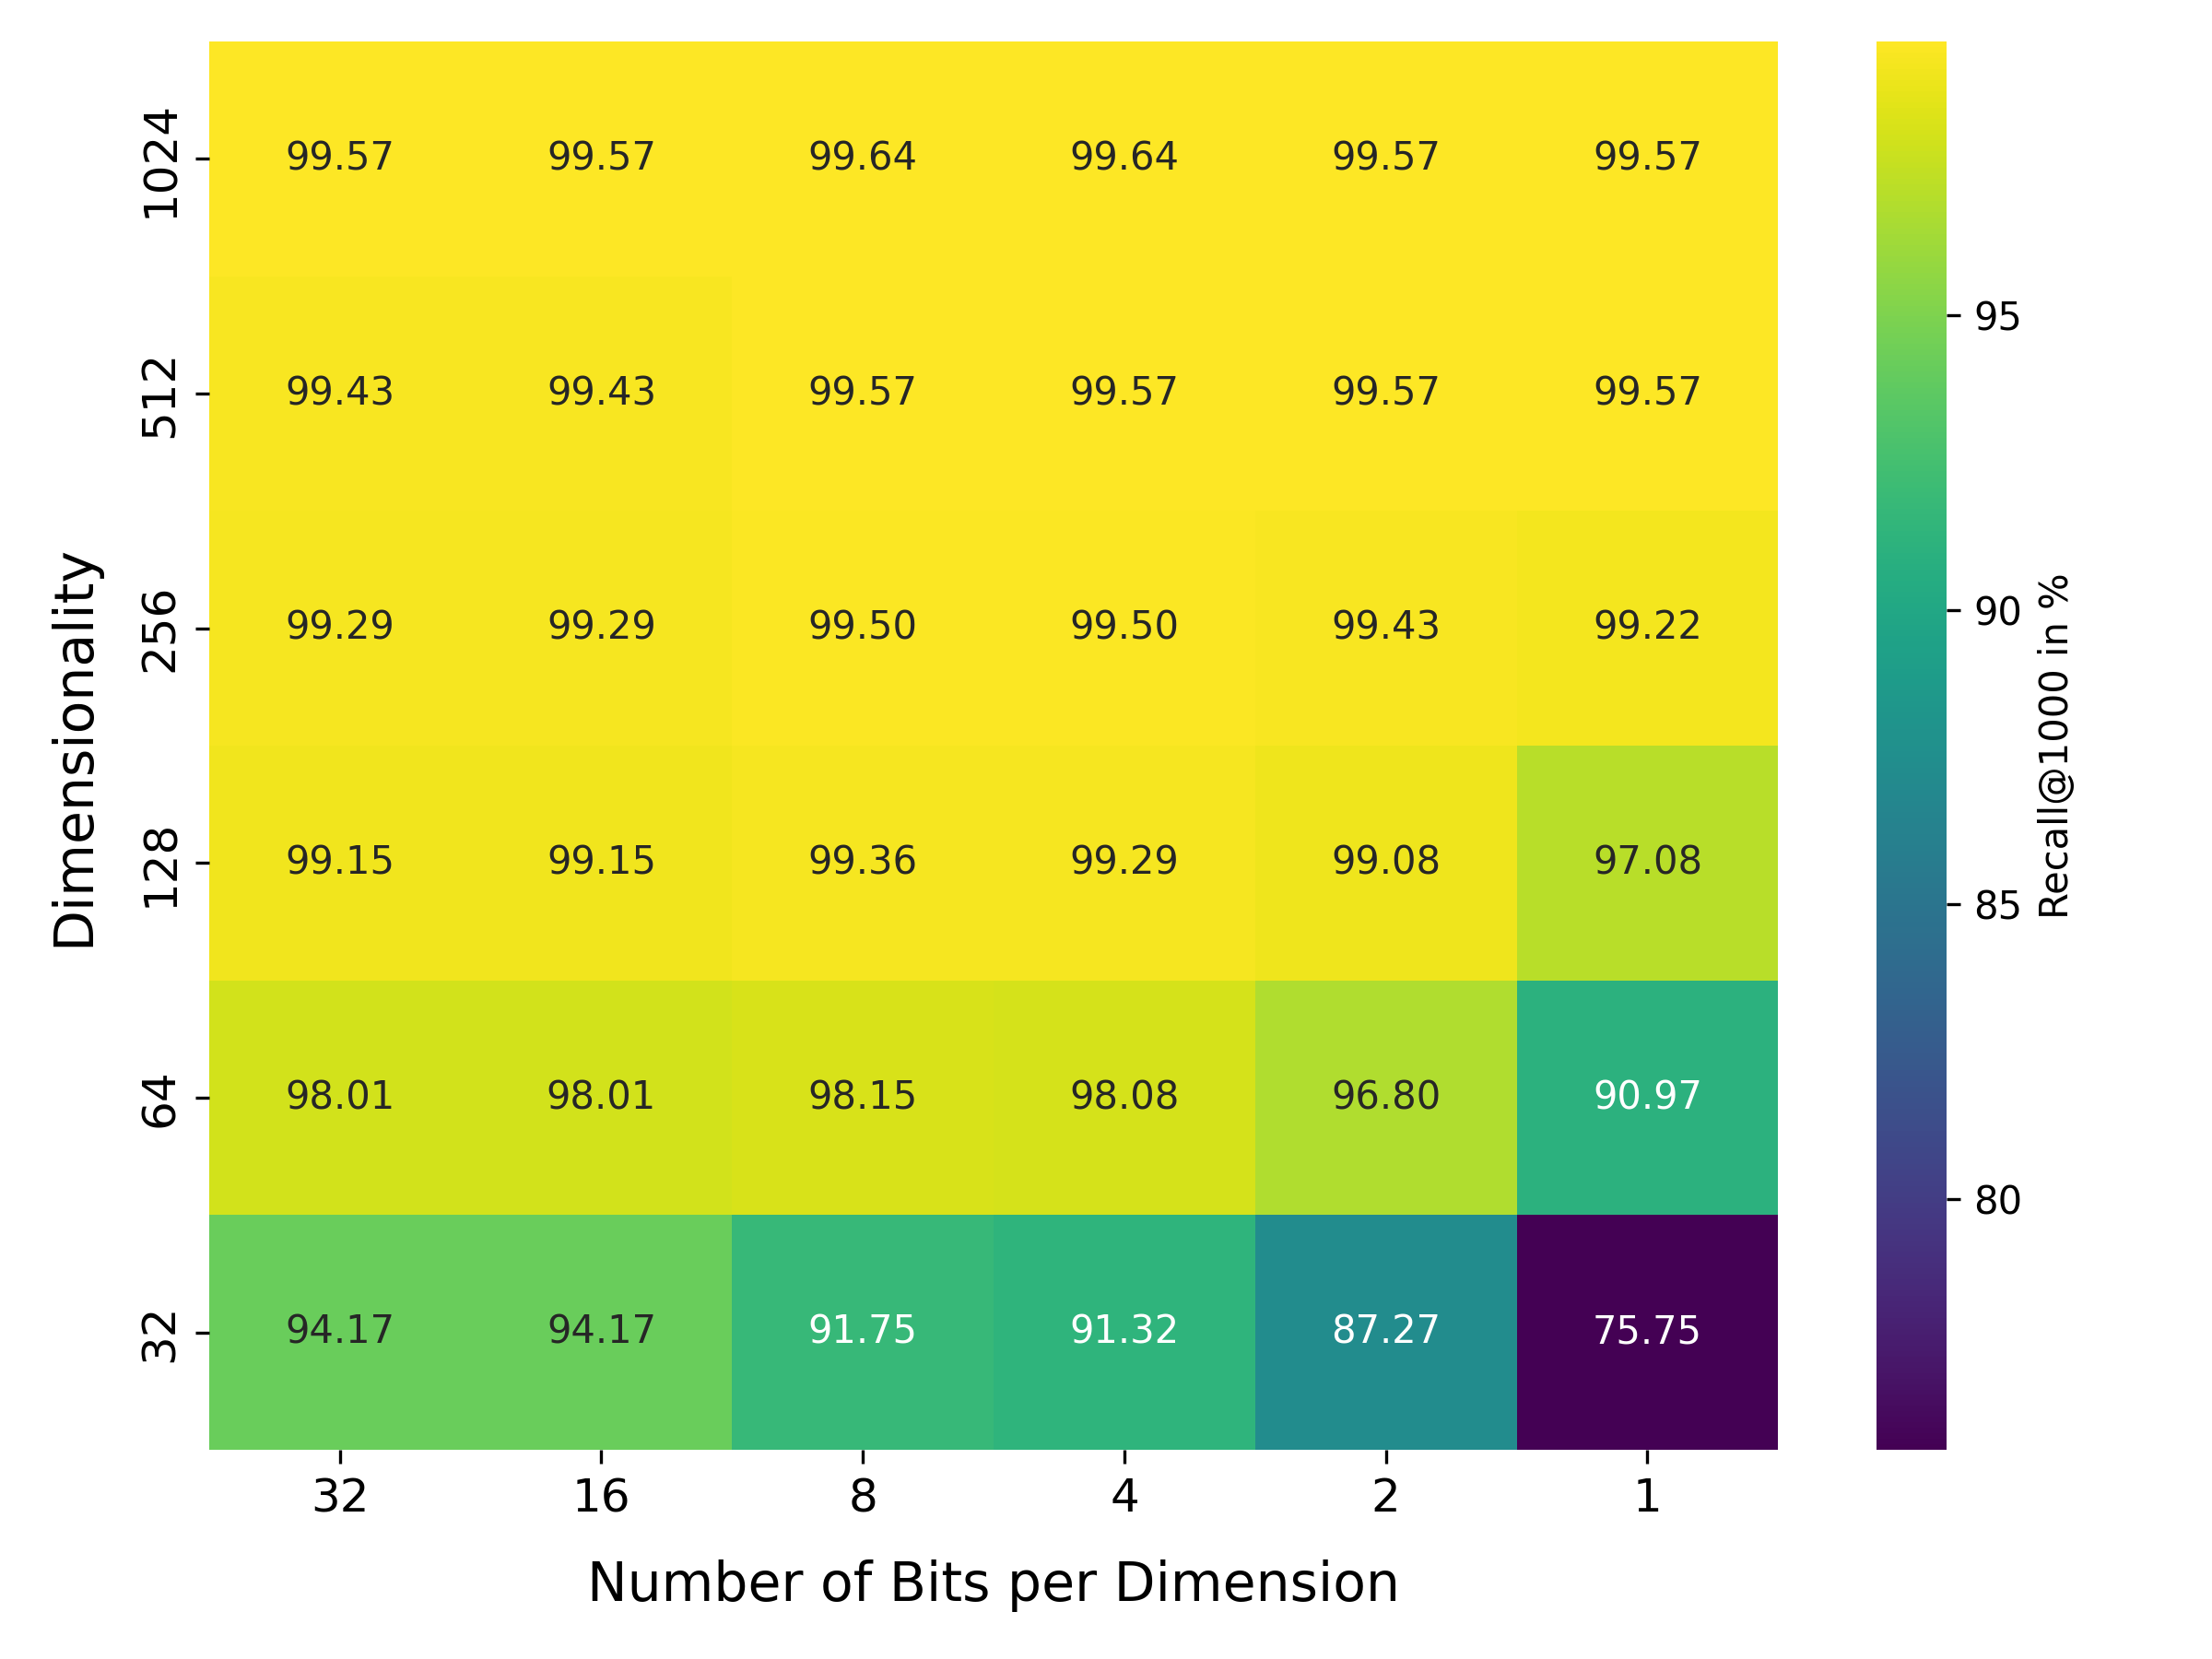 1024 99.57 99.57 99.64 99.64 99.57 99.57
512 99.43 99.43 99.57 99.57 99.57 99.57
256 99.29 99.29 99.50 99.50 99.43 99.22
128 99.15 99.15 99.36 99.29 99.08 97.08
64 98.01 98.01 98.15 98.08 96.80 90.97
32 94.17 94.17 91.75 91.32 87.27 75.75
32 16 8 4 2 1
Number of Bits per Dimension
Dimensionality
95
90
85
80
Recall@1000 in %